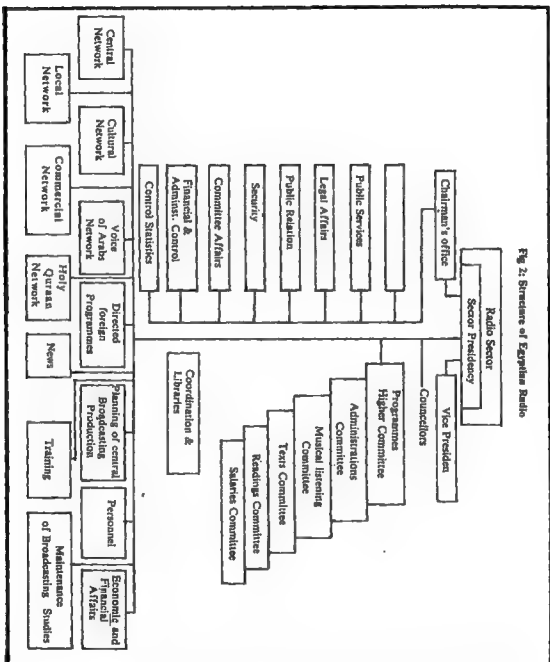 Fig 2: Structure of Egyptian Radio
Radio Sector
Sector Presidency
Chairman's office
Vice Presiden
Councellors
Public Services
Legal Affairs
Public Relation
Security
Committee Affairs
Financial &
Administ. Control
Control Statistics
Programmes
Higher Committee
Administrations
Committee
Musical listening
Committee
Texts Committee
Readings Committee
Salaries Committee
Coordination &
Libraries
Central
Network
Cultural
Network
Voice
of Arabs
Network
Directed
foreign
Programmes
Planning of central
Broadcasting
Production
Personnel
Economic and
Financial
Affairs
Local
Network
Commercial
Network
Holy
Quraan
Network
News
Training
Maintenance
of Broadcasting Studies